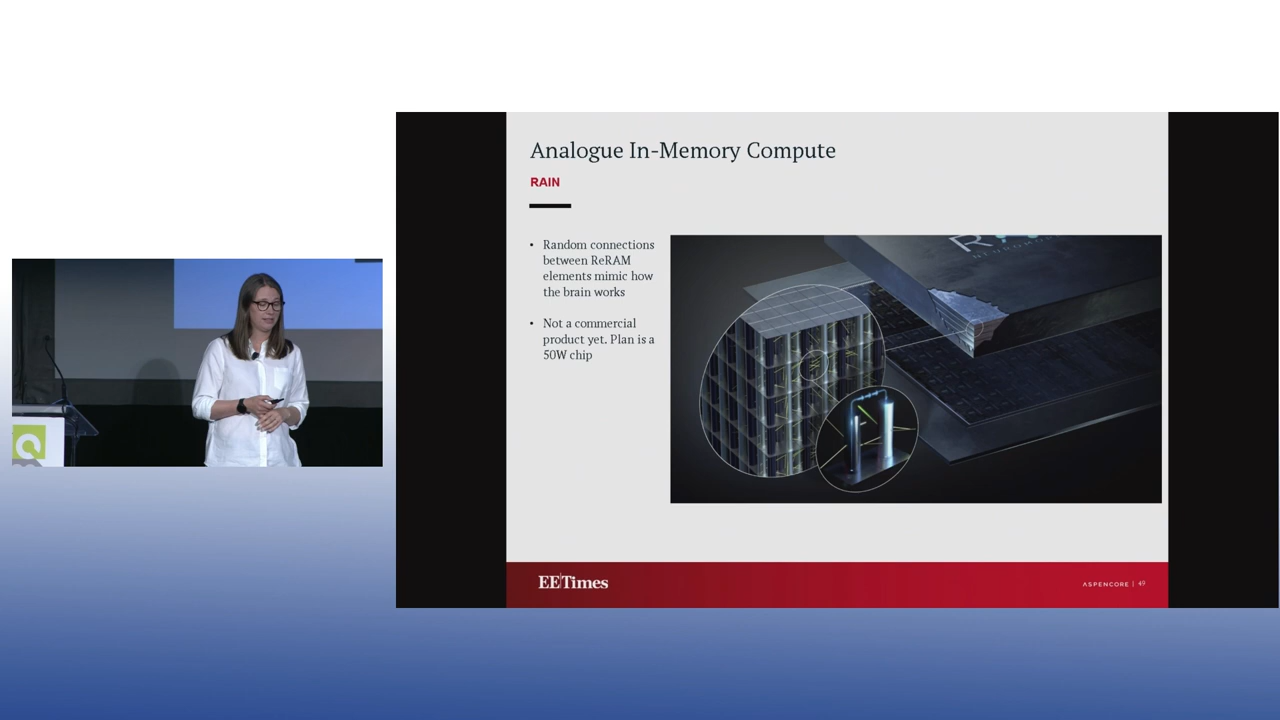 Analogue In-Memory Compute
RAIN
• Random connections
between ReRAM
elements mimic how
the brain works
• Not a commercial
product yet. Plan is a
50W chip
EETimes
ASPENCORE | 49